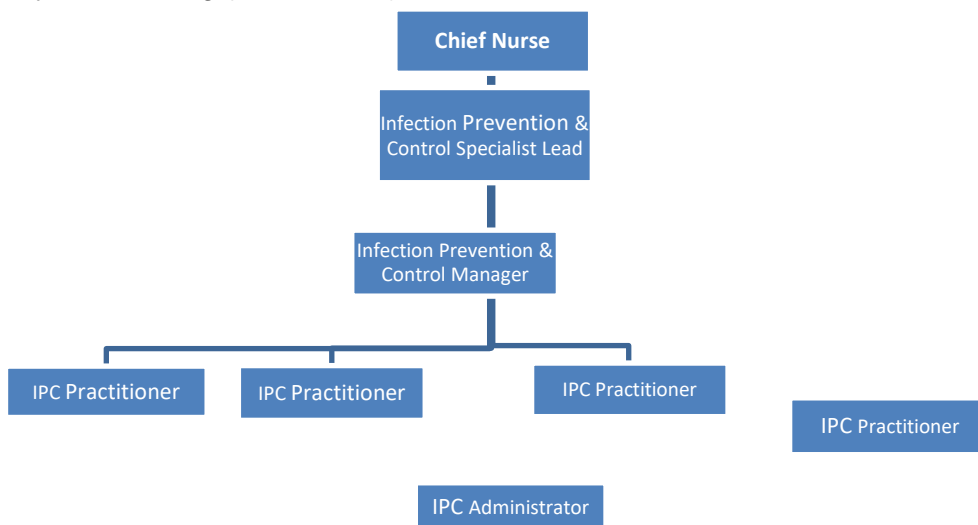 Chief Nurse
Infection Prevention &
Control Specialist Lead
Infection Prevention &
Control Manager
IPC Practitioner
IPC Practitioner
IPC Practitioner
IPC Practitioner
IPC Administrator